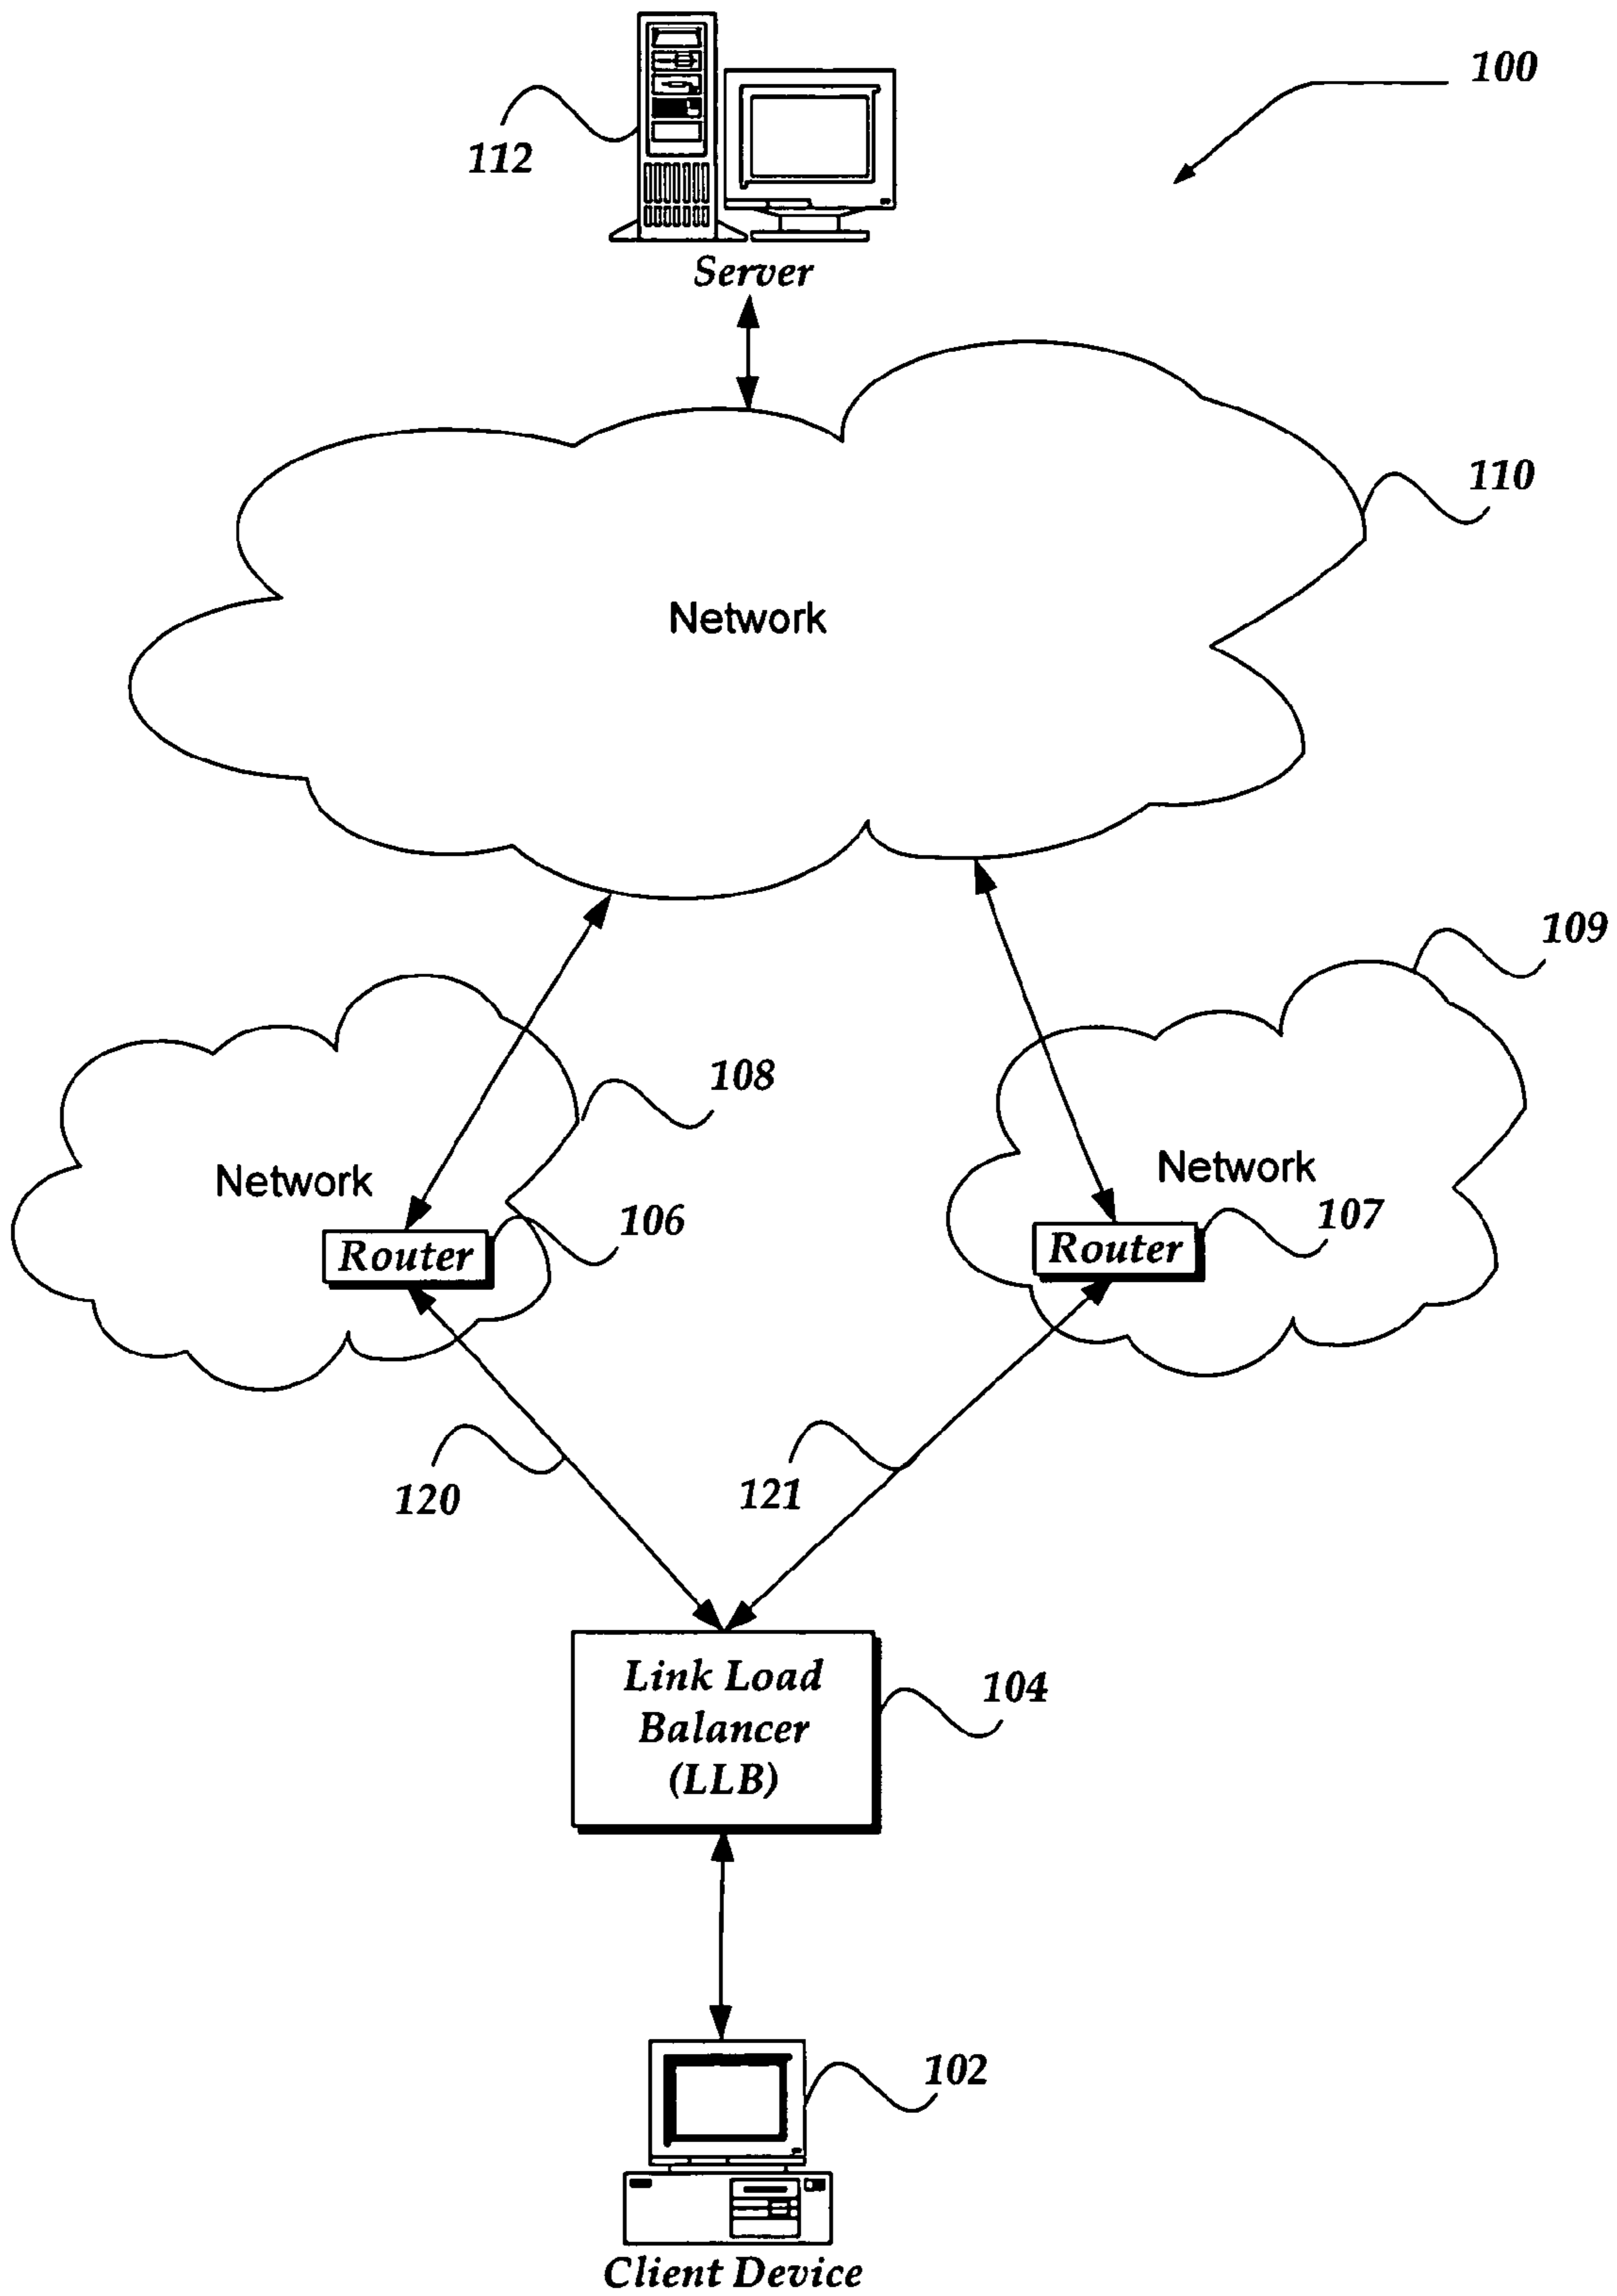 100
112
Server
110
Network
109
108
Network
Network
106
107
Router
Router
120
121
Link Load
Balancer
(LLB)
104
102
Client Device